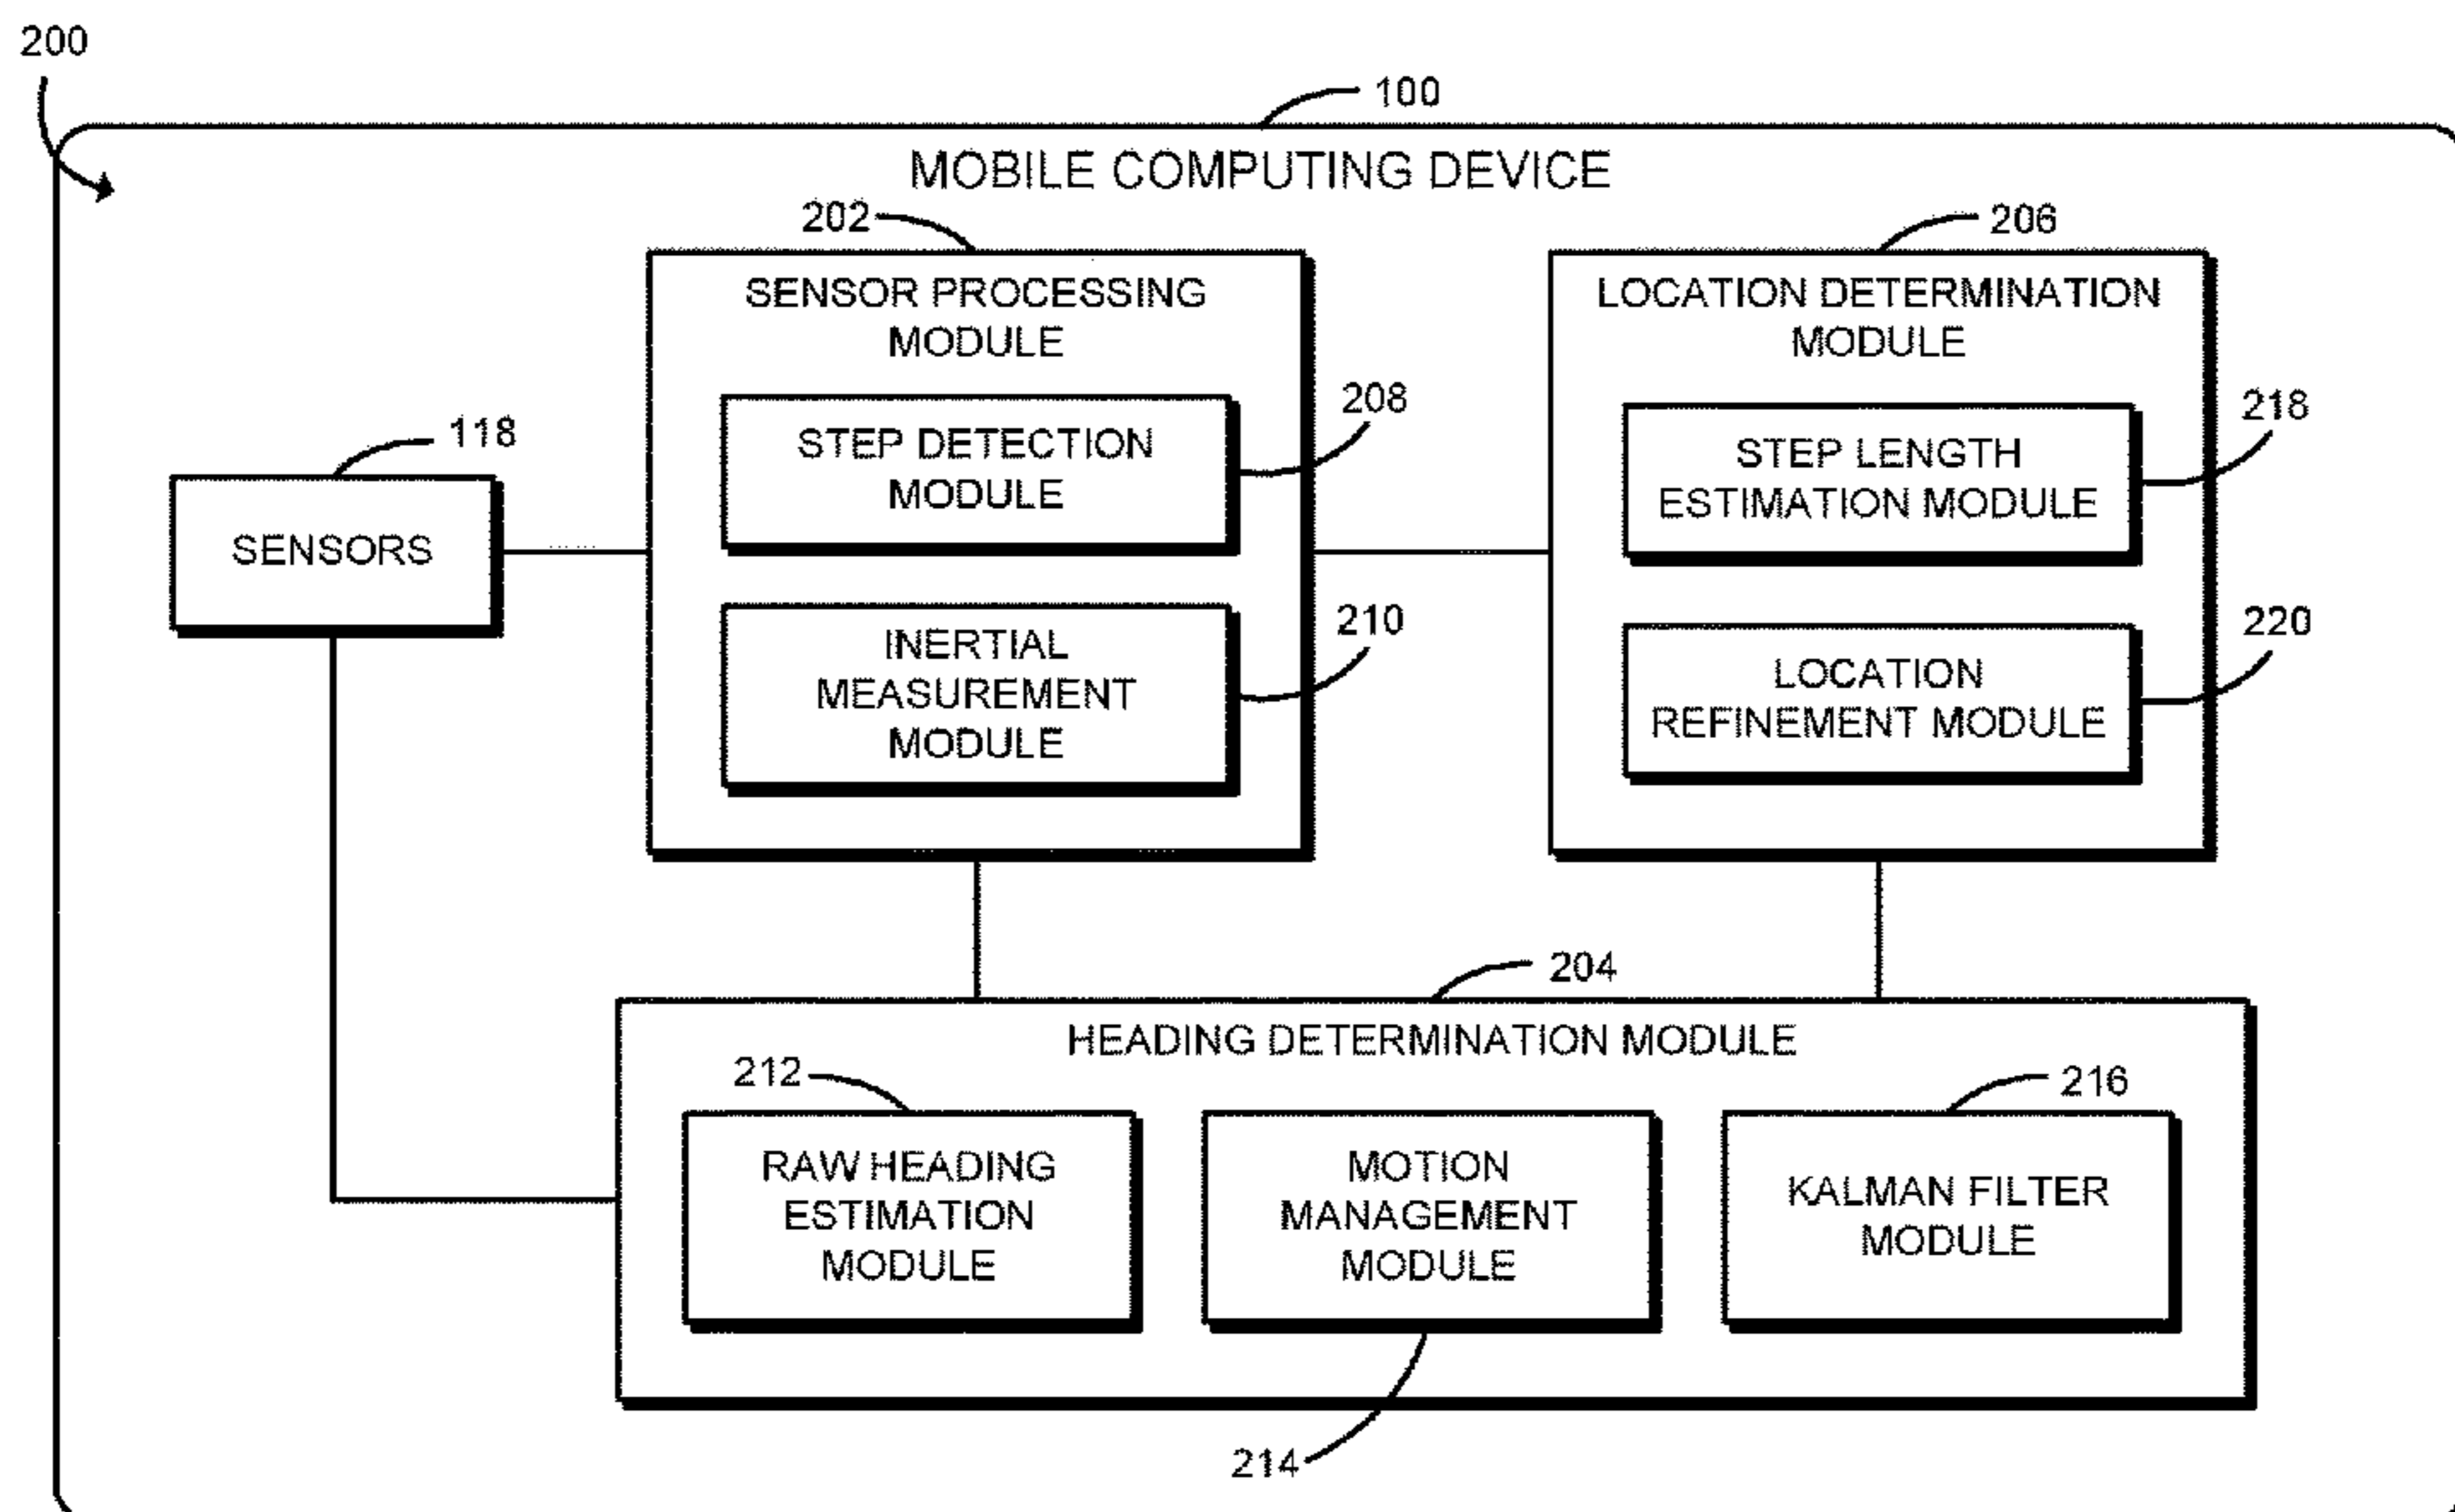 200
100
MOBILE COMPUTING DEVICE
202
206
SENSOR PROCESSING
MODULE
LOCATION DETERMINATION
MODULE
208
218
118
STEP DETECTION
MODULE
STEP LENGTH
ESTIMATION MODULE
SENSORS
210
220
INERTIAL
MEASUREMENT
MODULE
LOCATION
REFINEMENT MODULE
204
HEADING DETERMINATION MODULE
212
216
RAW HEADING
ESTIMATION
MODULE
MOTION
MANAGEMENT
MODULE
KALMAN FILTER
MODULE
214